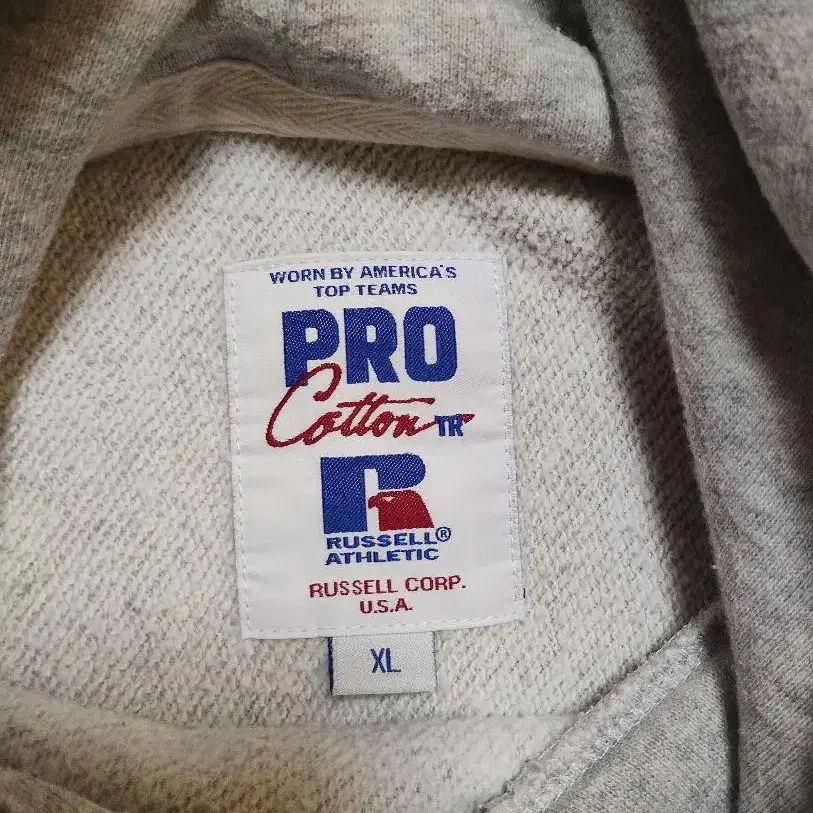 WORN BY AMERICA'S
TOP TEAMS
PRO
Cotton TR
RUSSELL®
ATHLETIC
RUSSELL CORP.
U.S.A.
XL